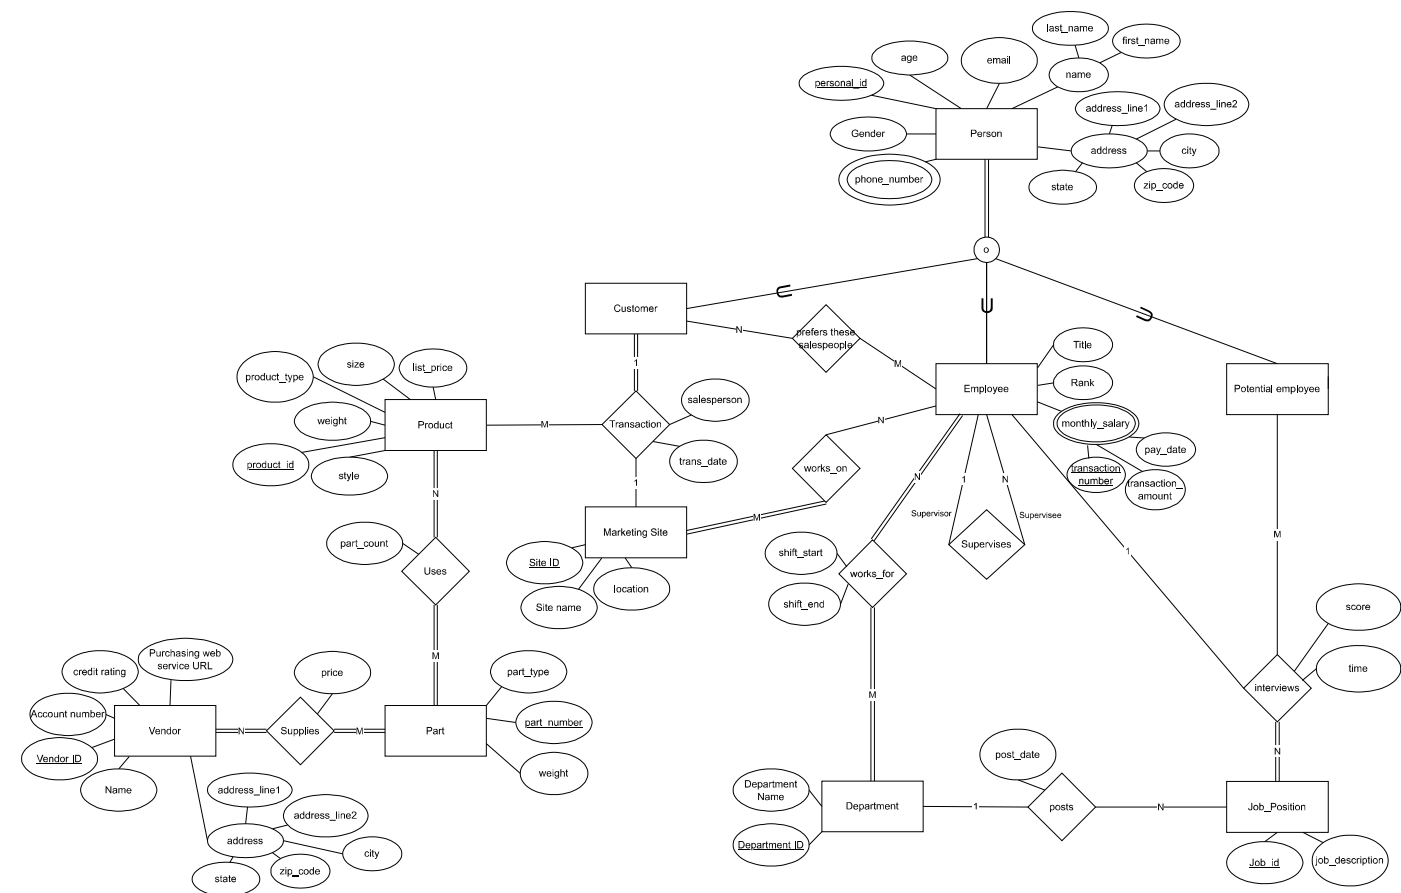 last_name
first_name
age
email
name
personal_id
address_line1
address_line2
Gender
Person
address
city
phone_number
state
zip_code
o
U
U
U
Customer
N
prefers these
salespeople
M
1
Title
size
list_price
product_type
Rank
Employee
Potential employee
salesperson
weight
Product
M
Transaction
N
monthly_salary
pay_date
trans_date
product_id
style
works_on
transaction
number
transaction_
amount
N
1
N
1
N
M
Supervisor
Supervisee
Marketing Site
M
part_count
Uses
Site ID
location
Site name
shift_start
works_for
shift_end
Supervises
1
score
M
Purchasing web
service URL
credit rating
price
part_type
time
interviews
M
Account number
Vendor
N
Supplies
M
Part
part_number
Vendor ID
Name
weight
N
post_date
Department
Name
Department
1
posts
N
Job_Position
address_line1
address_line2
address
city
state
zip_code
Department ID
Job_id
job_description